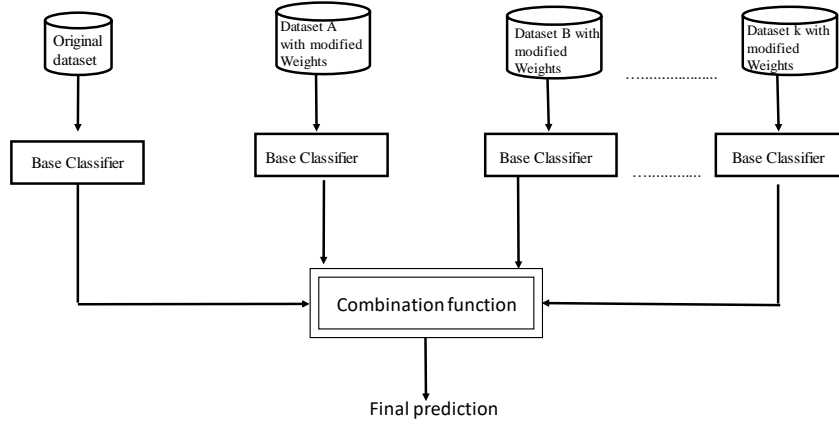 Original
dataset
Dataset A
with modified
Weights
Dataset B with
modified
Weights
Dataset k with
modified
Weights
Base Classifier
Base Classifier
Base Classifier
Base Classifier
Combination function
Final prediction